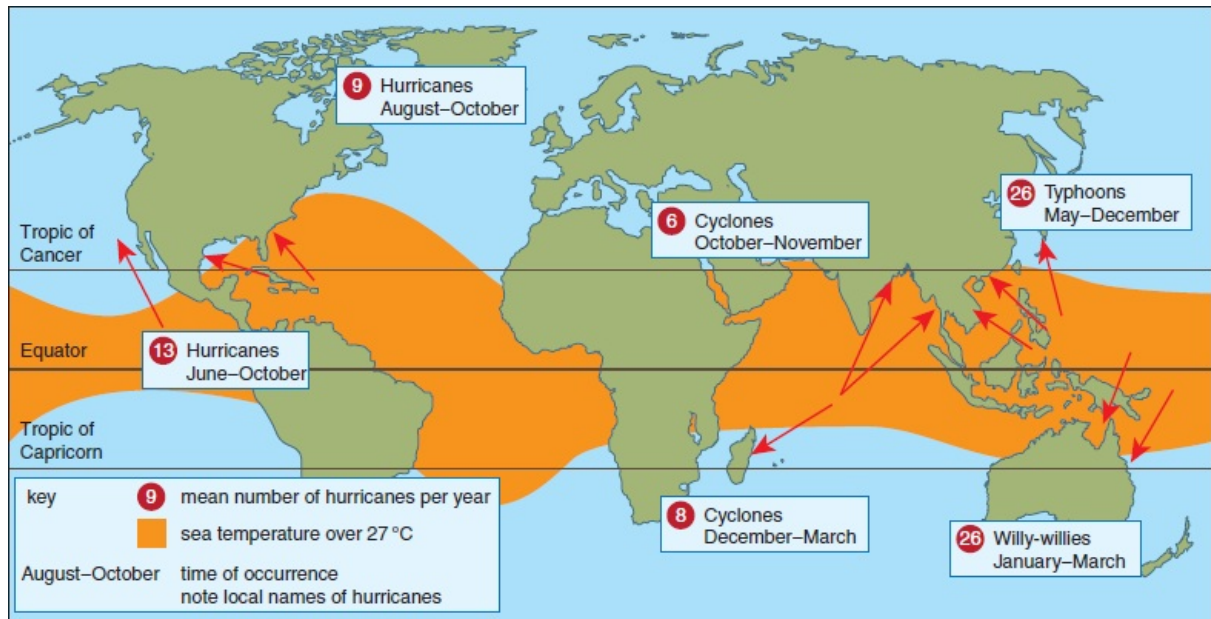 9 Hurricanes
August–October
26 Typhoons
May–December
6 Cyclones
October–November
Tropic of
Cancer
Equator
13 Hurricanes
June–October
Tropic of
Capricorn
key
9 mean number of hurricanes per year
sea temperature over 27 °C
August–October time of occurrence
note local names of hurricanes
8 Cyclones
December–March
26 Willy-willies
January–March